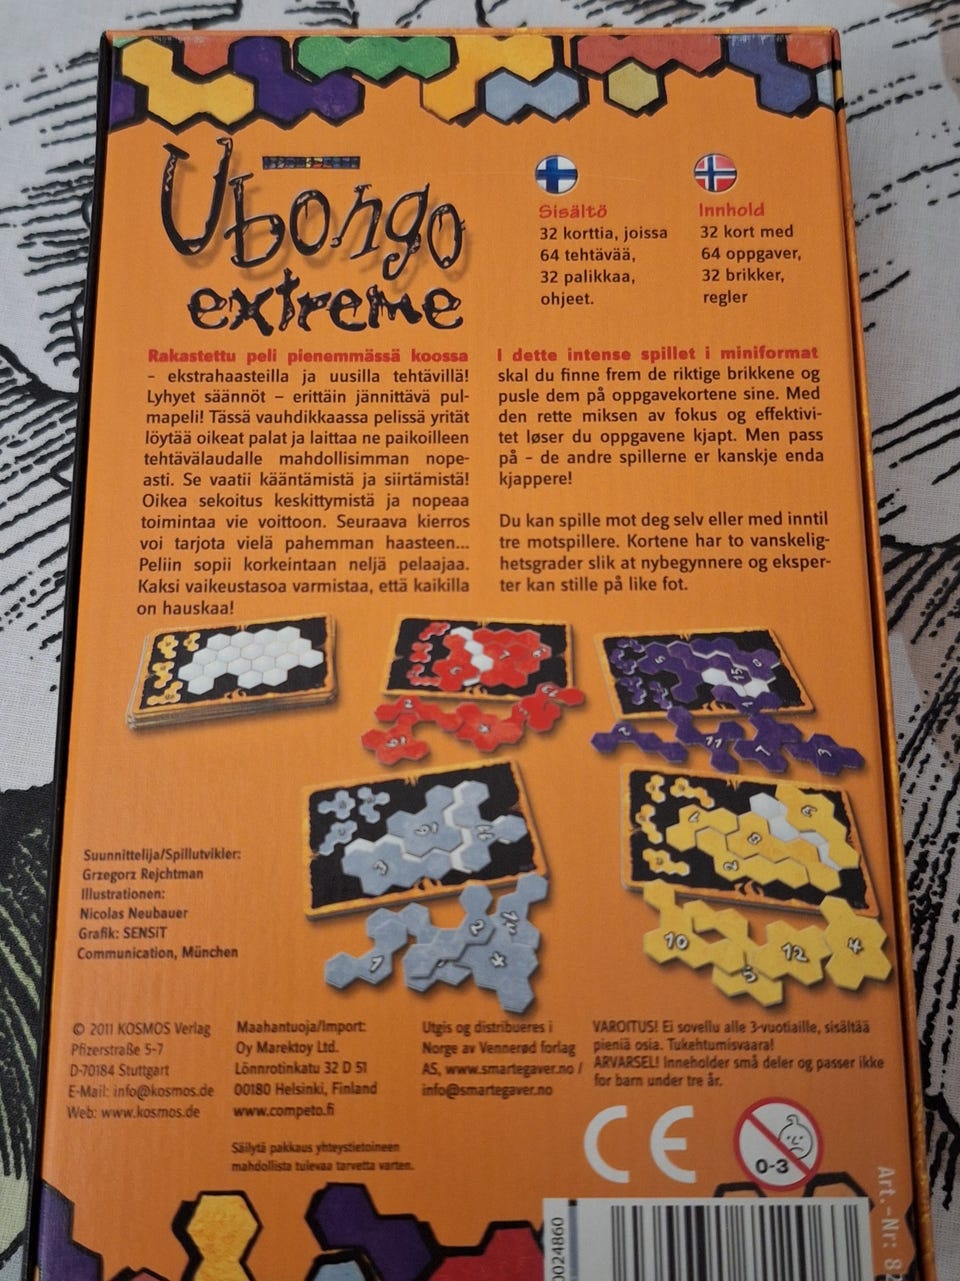 Ubongo
extreme
Sisältö
32 korttia, joissa
64 tehtävää,
32 palikkaa,
ohjeet.
Innhold
32 kort med
64 oppgaver,
32 brikker,
regler
Rakastettu peli pienemmässä koossa
– ekstrahaasteilla ja uusilla tehtävillä!
Lyhyet säännöt – erittäin jännittävä pul-
mapeli! Tässä vauhdikkaassa pelissä yrität
löytää oikeat palat ja laittaa ne paikoilleen
tehtävälaudalle mahdollisimman nope-
asti. Se vaatii kääntämistä ja siirtämistä!
Oikea sekoitus keskittymistä ja nopeaa
toimintaa vie voittoon. Seuraava kierros
voi tarjota vielä pahemman haasteen...
Peliin sopii korkeintaan neljä pelaajaa.
Kaksi vaikeustasoa varmistaa, että kaikilla
on hauskaa!
I dette intense spillet i miniformat
skal du finne frem de riktige brikkene og
pusle dem på oppgavekortene sine. Med
den rette miksen av fokus og effektivi-
tet løser du oppgavene kjapt. Men pass
på – de andre spillerne er kanskje enda
kjappere!
Du kan spille mot deg selv eller med inntil
tre motspillere. Kortene har to vanskelig-
hetsgrader slik at nybegynnere og eksper-
ter kan stille på like fot.
Suunnittelija/Spillutvikler:
Grzegorz Rejchtman
Illustrationen:
Nicolas Neubauer
Grafik: SENSiT
Communication, München
10
12
4
5
© 2011 KOSMOS Verlag
Pfizerstraße 5-7
D-70184 Stuttgart
E-Mail: info@kosmos.de
Web: www.kosmos.de
Maahantuoja/Import:
Oy Marektoy Ltd.
Lönnrotinkatu 32 D 51
00180 Helsinki, Finland
www.competo.fi
Säilytä pakkaus yhteystietoineen
mahdollista tulevaa tarvetta varten.
Utgis og distribueres i
Norge av Vennerød forlag
AS, www.smartegaver.no /
info@smartegaver.no
VAROITUS! Ei sovellu alle 3-vuotiaille, sisältää
pieniä osia. Tukehtumisvaara!
ARVARSEL! Inneholder små deler og passer ikke
for barn under tre år.
CE
0-3
0024860
Art.-Nr: 8